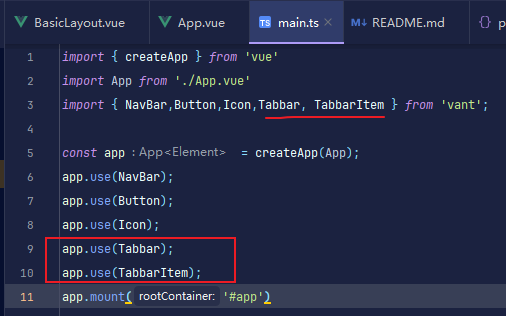 BasicLayout.vue App.vue TS main.ts × README.md {} p
1 import { createApp } from 'vue'
2 import App from './App.vue'
3 import { NavBar,Button,Icon,Tabbar, TabbarItem } from 'vant';
4
5 const app : App<Element> = createApp(App);
6 app.use(NavBar);
7 app.use(Button);
8 app.use(Icon);
9 app.use(Tabbar);
10 app.use(TabbarItem);
11 app.mount( rootContainer: '#app')